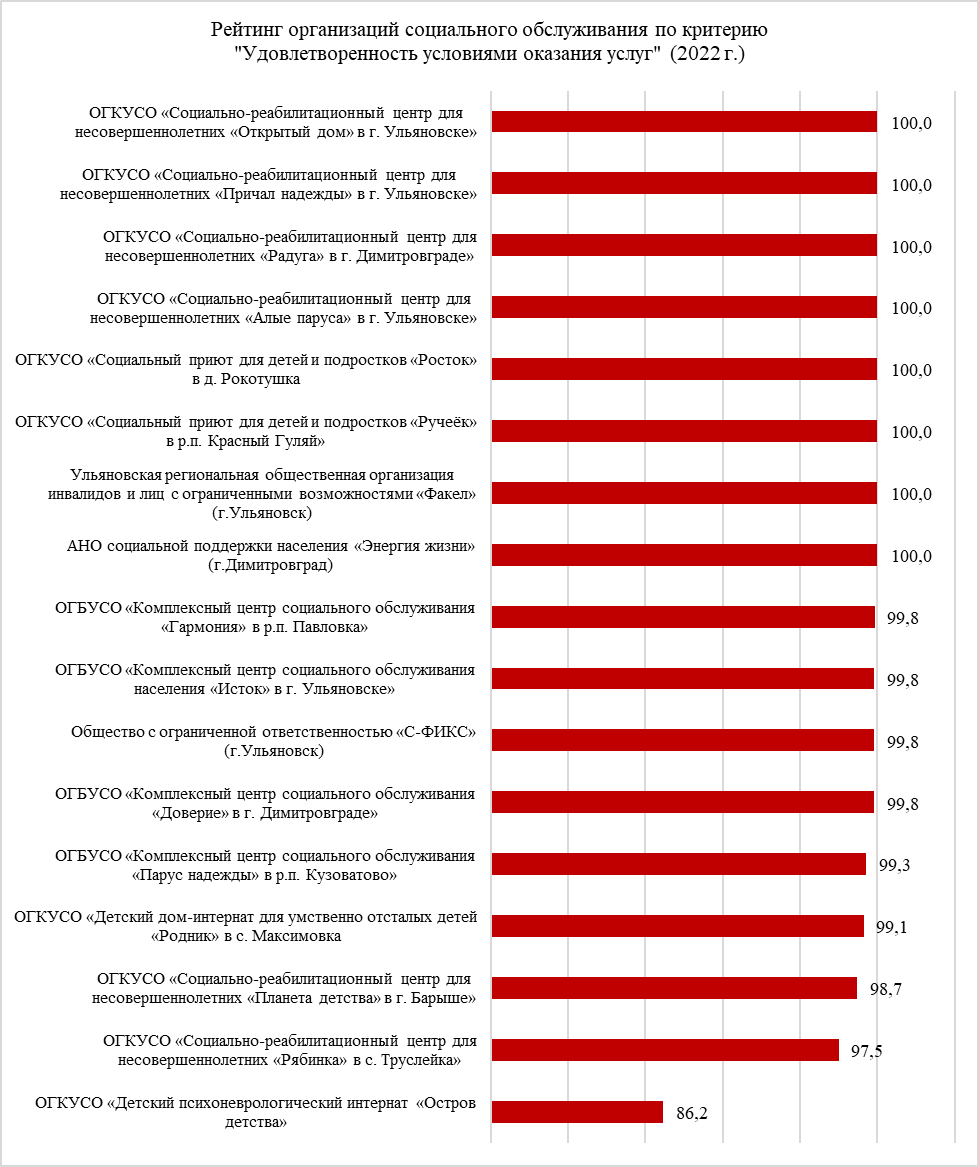 Рейтинг организаций социального обслуживания по критерию
"Удовлетворенность условиями оказания услуг" (2022 г.)
ОГКУСО «Социально-реабилитационный центр для
несовершеннолетних «Открытый дом» в г. Ульяновске»
100,0
ОГКУСО «Социально-реабилитационный центр для
несовершеннолетних «Причал надежды» в г. Ульяновске»
100,0
ОГКУСО «Социально-реабилитационный центр для
несовершеннолетних «Радуга» в г. Димитровграде»
100,0
ОГКУСО «Социально-реабилитационный центр для
несовершеннолетних «Алые паруса» в г. Ульяновске»
100,0
ОГКУСО «Социальный приют для детей и подростков «Росток»
в д. Рокотушка
100,0
ОГКУСО «Социальный приют для детей и подростков «Ручеёк»
в р.п. Красный Гуляй»
100,0
Ульяновская региональная общественная организация
инвалидов и лиц с ограниченными возможностями «Факел»
(г.Ульяновск)
100,0
АНО социальной поддержки населения «Энергия жизни»
(г.Димитровград)
100,0
ОГБУСО «Комплексный центр социального обслуживания
«Гармония» в р.п. Павловка»
99,8
ОГБУСО «Комплексный центр социального обслуживания
населения «Исток» в г. Ульяновске»
99,8
Общество с ограниченной ответственностью «С-ФИКС»
(г.Ульяновск)
99,8
ОГБУСО «Комплексный центр социального обслуживания
«Доверие» в г. Димитровграде»
99,8
ОГБУСО «Комплексный центр социального обслуживания
«Парус надежды» в р.п. Кузоватово»
99,3
ОГКУСО «Детский дом-интернат для умственно отсталых детей
«Родник» в с. Максимовка
99,1
ОГКУСО «Социально-реабилитационный центр для
несовершеннолетних «Планета детства» в г. Барыше»
98,7
ОГКУСО «Социально-реабилитационный центр для
несовершеннолетних «Рябинка» в с. Труслейка»
97,5
ОГКУСО «Детский психоневрологический интернат «Остров
детства»
86,2